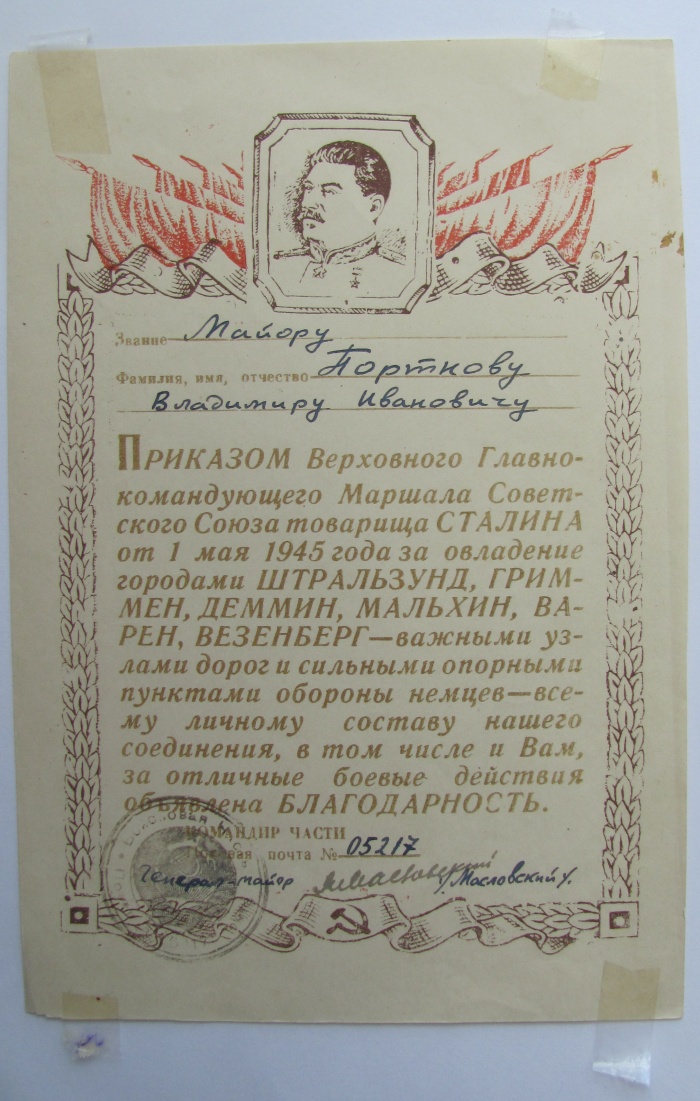 Звание Майору
Фамилия, имя, отчество Порткову
Владимиру Ивановичу
ПРИКАЗОМ Верховного Главно-
командующего Маршала Совет-
ского Союза товарища СТАЛИНА
от 1 мая 1945 года за овладение
городами ШТРАЛЬЗУНД, ГРИМ-
МЕН, ДЕММИН, МАЛЬХИН, ВА-
РЕН, ВЕЗЕНБЕРГ—важными уз-
лами дорог и сильными опорными
пунктами обороны немцев—все-
му личному составу нашего
соединения, в том числе и Вам,
за отличные боевые действия
объявлена БЛАГОДАРНОСТЬ.
КОМАНДИР ЧАСТИ
почта № 05217
Генерал-майор /Масловский/.